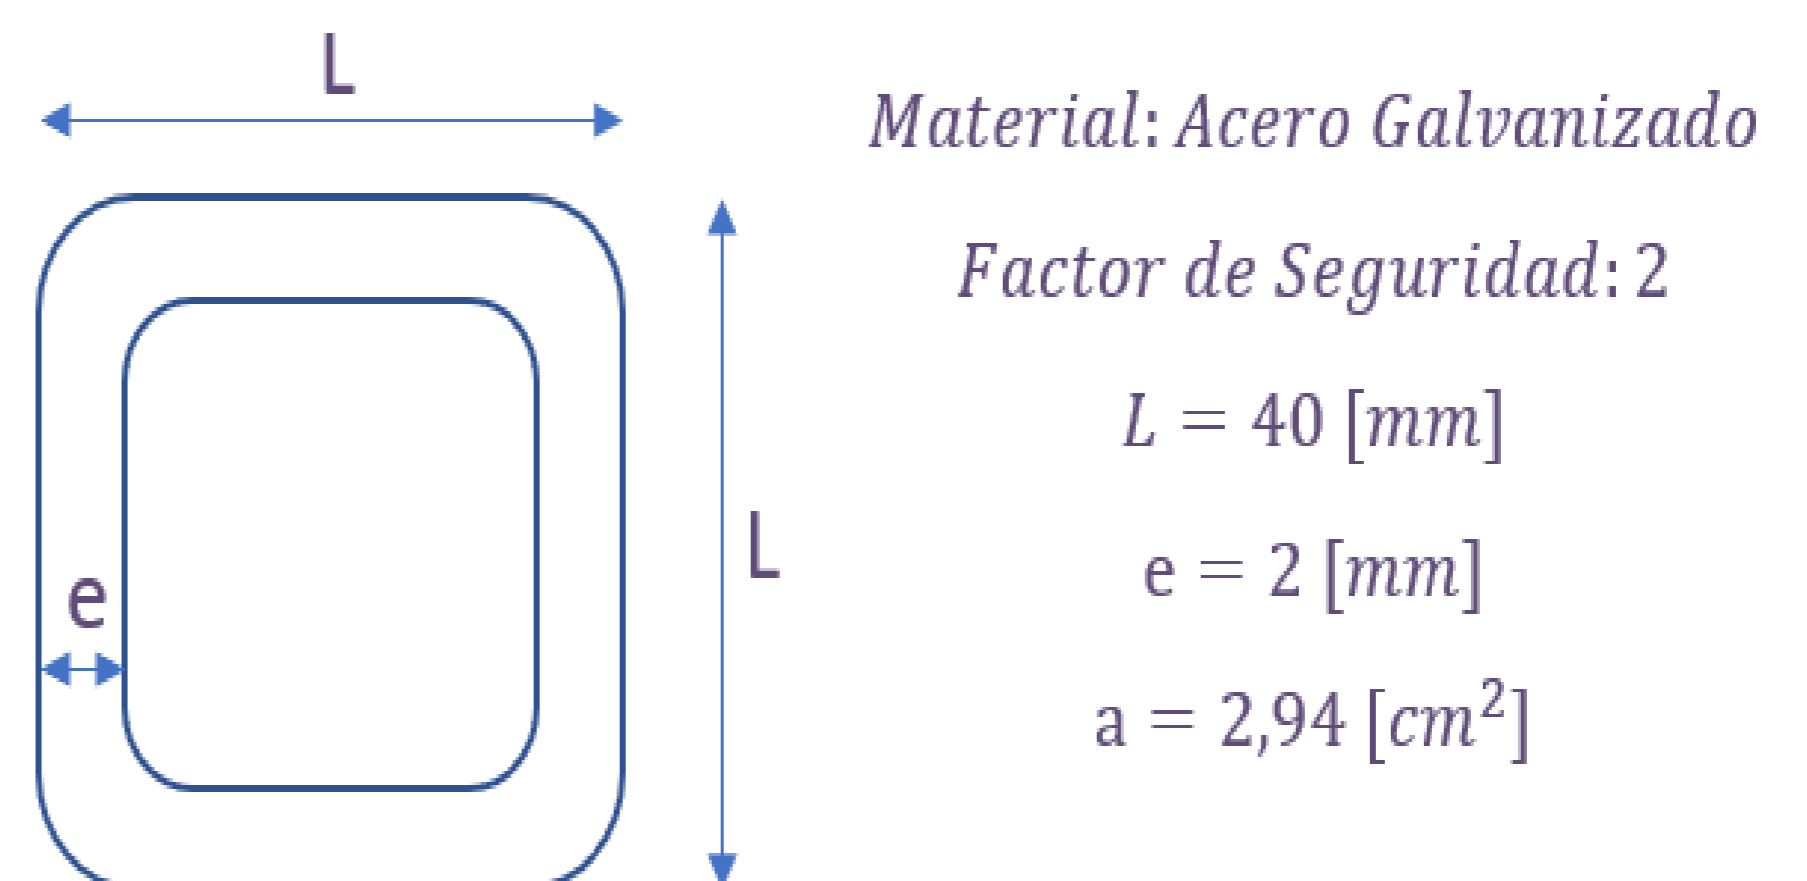 L
Material: Acero Galvanizado
Factor de Seguridad: 2
L = 40 [mm]
L
e = 2 [mm]
e
a = 2,94 [cm²]